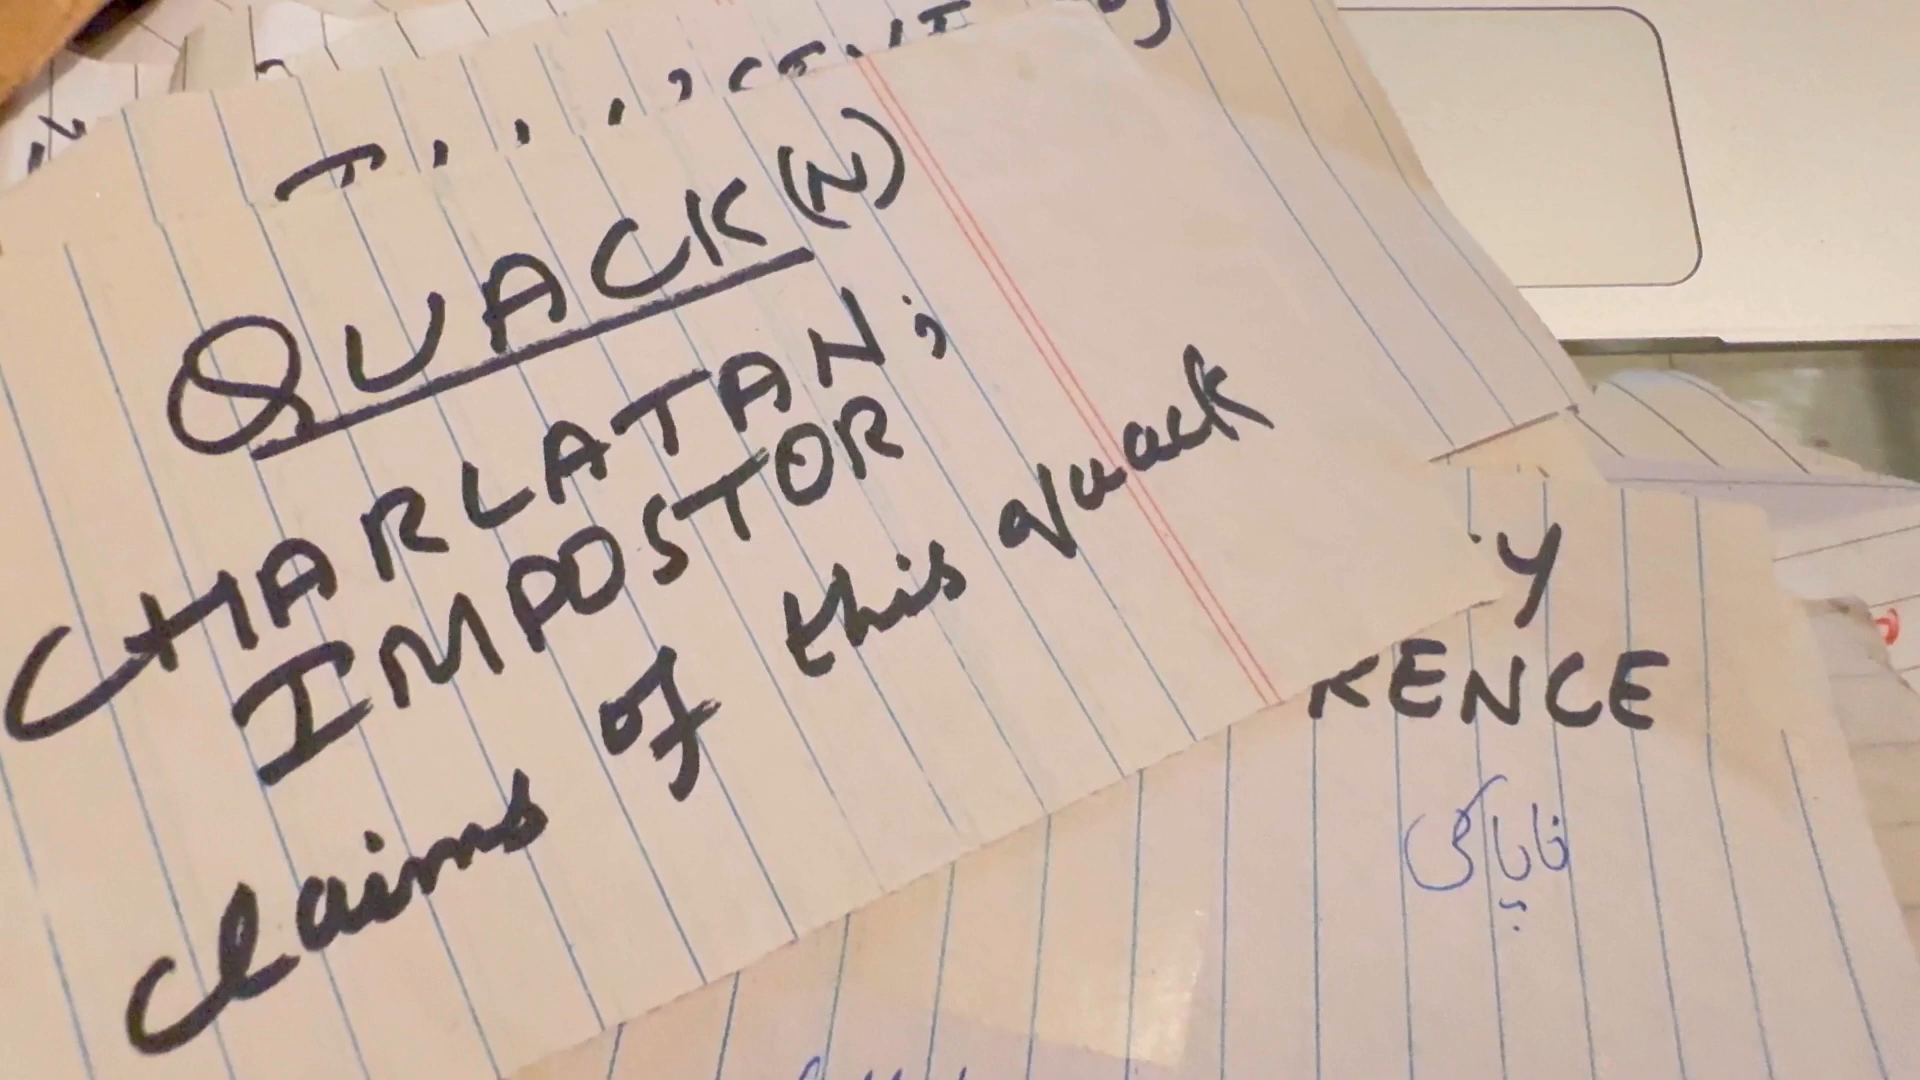 QUACK (N)
CHARLATAN;
IMPOSTOR
claims of this quack
y
RENCE
ناپاکی